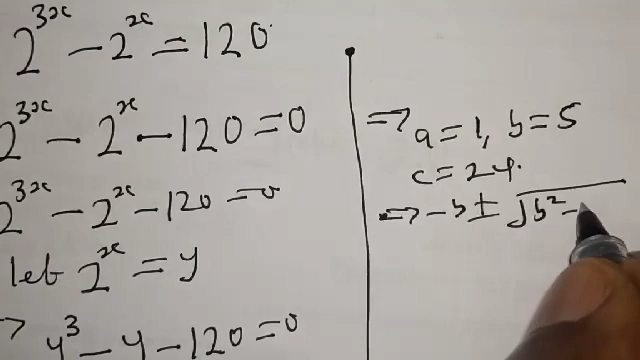 2^{3x} - 2^x = 120
2^{3x} - 2^x - 120 = 0
2^{3x} - 2^x - 120 = 0
let 2^x = y
⇒ y^3 - y - 120 = 0
⇒ a = 1, b = 5
c = 24.
⇒ -b ± √b^2 -